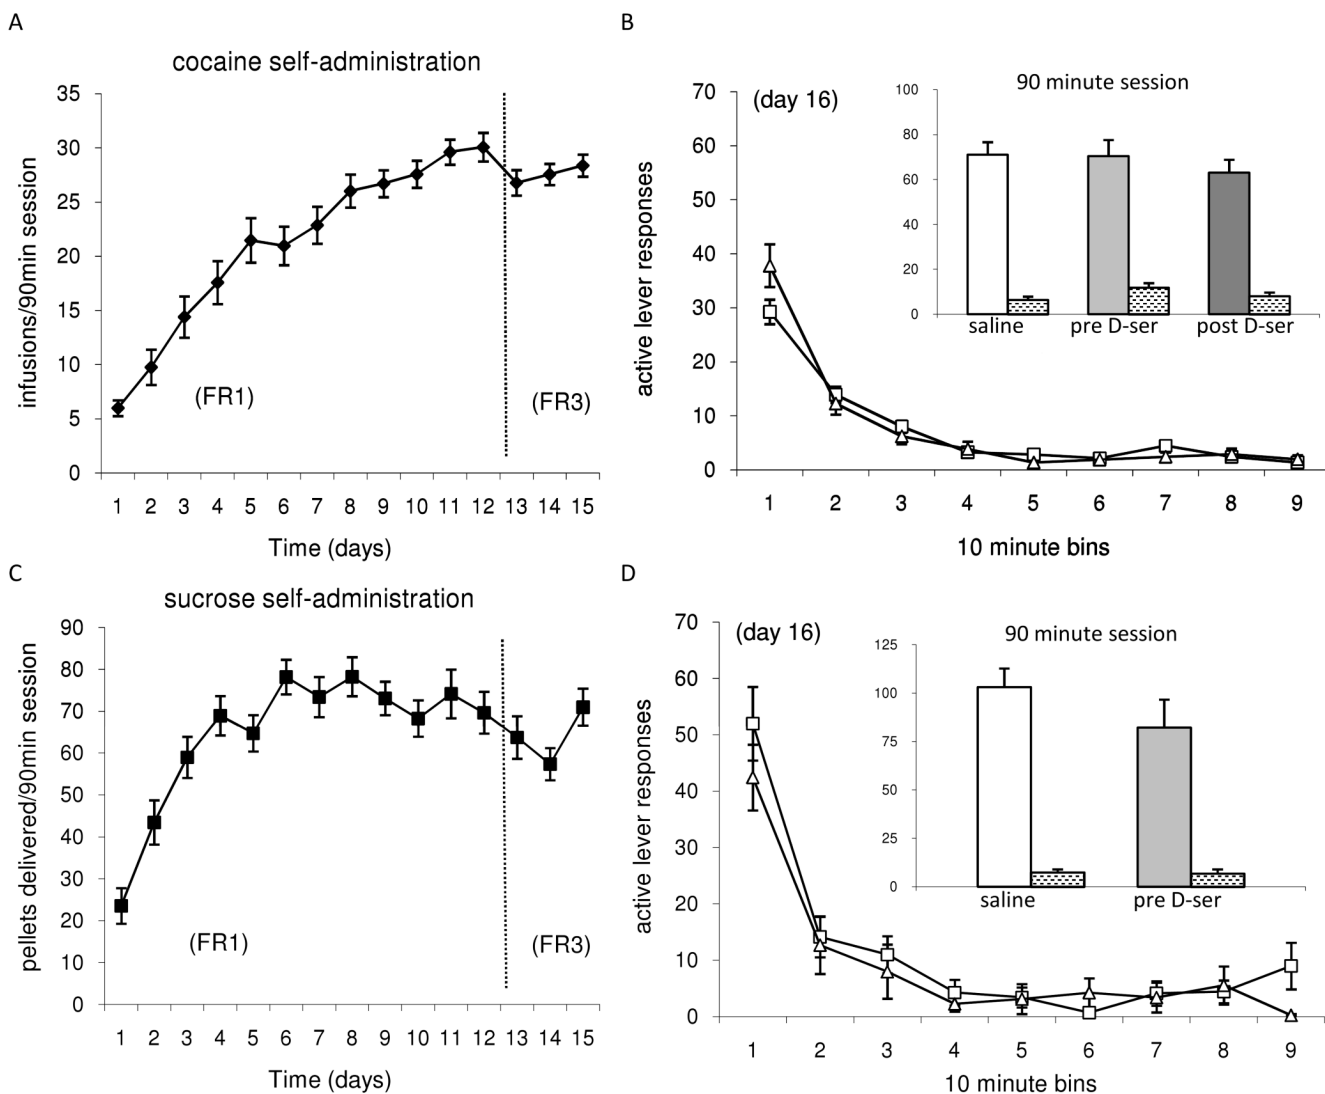 A
cocaine self-administration
infusions/90min session
35
30
25
20
15
10
5
0
(FR1)
(FR3)
1 2 3 4 5 6 7 8 9 10 11 12 13 14 15
Time (days)
B
(day 16)
active lever responses
70
60
50
40
30
20
10
0
1 2 3 4 5 6 7 8 9
10 minute bins
90 minute session
100
80
60
40
20
0
saline pre D-ser post D-ser
C
sucrose self-administration
pellets delivered/90min session
90
80
70
60
50
40
30
20
10
0
(FR1)
(FR3)
1 2 3 4 5 6 7 8 9 10 11 12 13 14 15
Time (days)
D
(day 16)
active lever responses
70
60
50
40
30
20
10
0
1 2 3 4 5 6 7 8 9
10 minute bins
90 minute session
125
100
75
50
25
0
saline pre D-ser